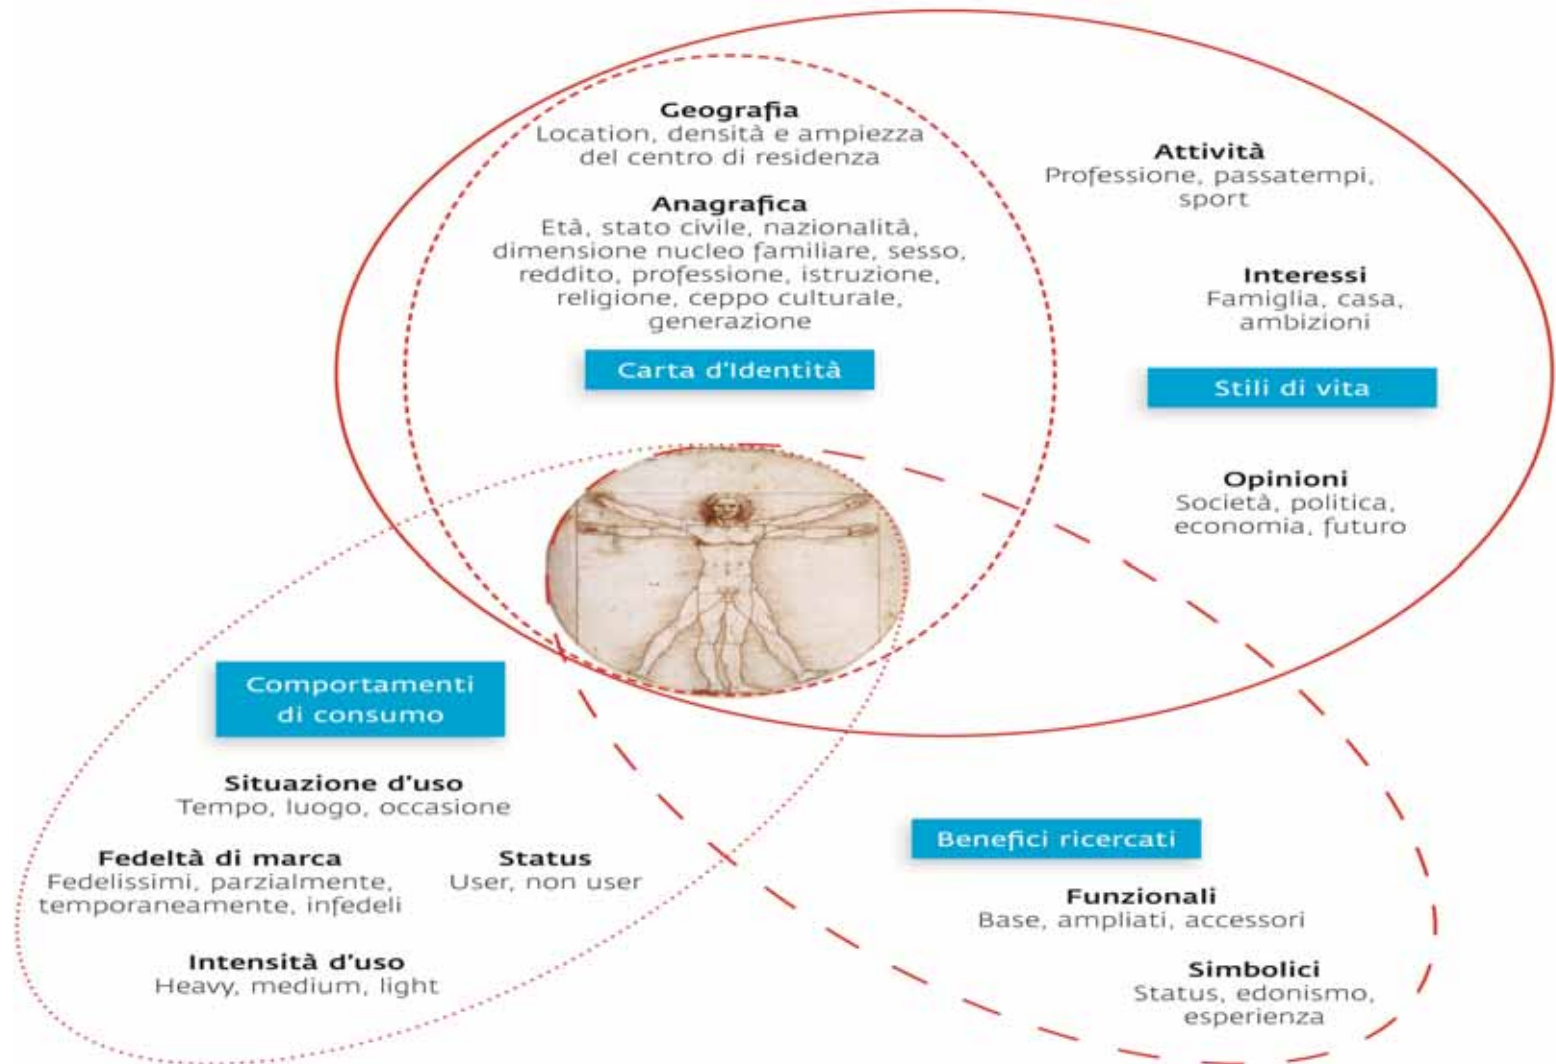 Geografia
Location, densità e ampiezza
del centro di residenza
Anagrafica
Età, stato civile, nazionalità,
dimensione nucleo familiare, sesso,
reddito, professione, istruzione,
religione, ceppo culturale,
generazione
Carta d'Identità
Attività
Professione, passatempi,
sport
Interessi
Famiglia, casa,
ambizioni
Stili di vita
Opinioni
Società, politica,
economia, futuro
Comportamenti
di consumo
Situazione d'uso
Tempo, luogo, occasione
Fedeltà di marca
Fedelissimi, parzialmente,
temporaneamente, infedeli
Status
User, non user
Intensità d'uso
Heavy, medium, light
Benefici ricercati
Funzionali
Base, ampliati, accessori
Simbolici
Status, edonismo,
esperienza